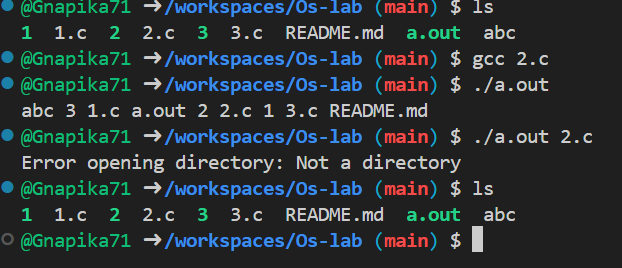 @Gnapika71 ➜/workspaces/Os-lab (main) $ ls
1 1.c 2 2.c 3 3.c README.md a.out abc
@Gnapika71 ➜/workspaces/Os-lab (main) $ gcc 2.c
@Gnapika71 ➜/workspaces/Os-lab (main) $ ./a.out
abc 3 1.c a.out 2 2.c 1 3.c README.md
@Gnapika71 ➜/workspaces/Os-lab (main) $ ./a.out 2.c
Error opening directory: Not a directory
@Gnapika71 ➜/workspaces/Os-lab (main) $ ls
1 1.c 2 2.c 3 3.c README.md a.out abc
@Gnapika71 ➜/workspaces/Os-lab (main) $